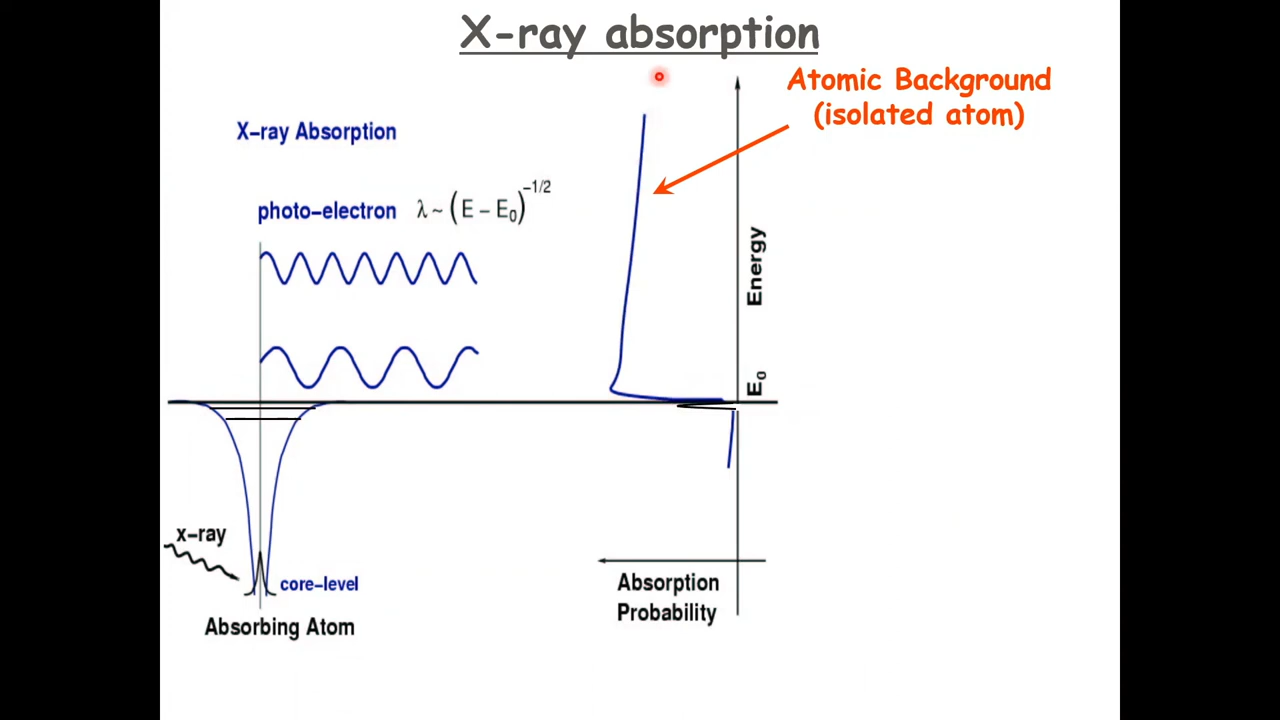 X-ray absorption
Atomic Background
(isolated atom)
X-ray Absorption
photo-electron λ ~ (E - E₀)^-1/2
Energy
E₀
x-ray
core-level
Absorbing Atom
Absorption
Probability